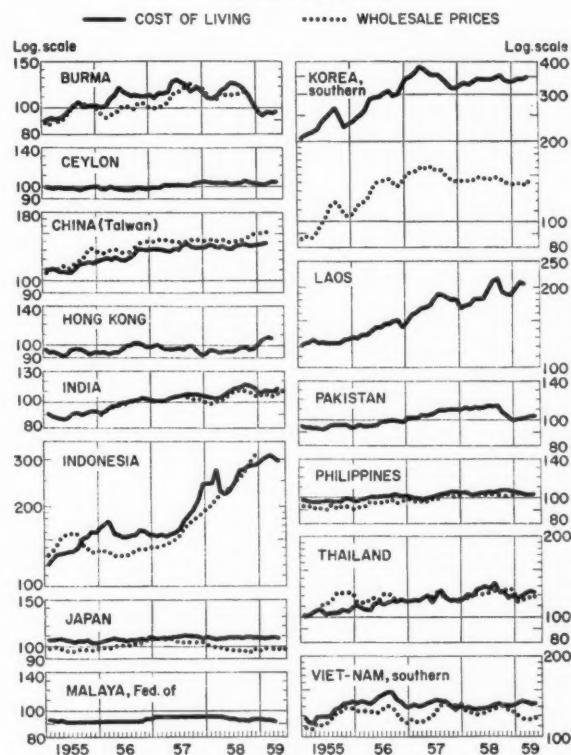 COST OF LIVING
WHOLESALE PRICES
Log. scale
Log. scale
150
BURMA
100
80
140
CEYLON
100
90
180
CHINA (Taiwan)
100
90
140
HONG KONG
100
90
130
INDIA
100
80
300
INDONESIA
200
100
150
JAPAN
100
90
140
MALAYA, Fed. of
100
80
1955 56 57 58 59
400
KOREA,
southern
300
200
100
80
250
LAOS
200
100
140
PAKISTAN
100
80
140
PHILIPPINES
100
80
200
THAILAND
100
80
200
VIET-NAM, southern
100
1955 56 57 58 59